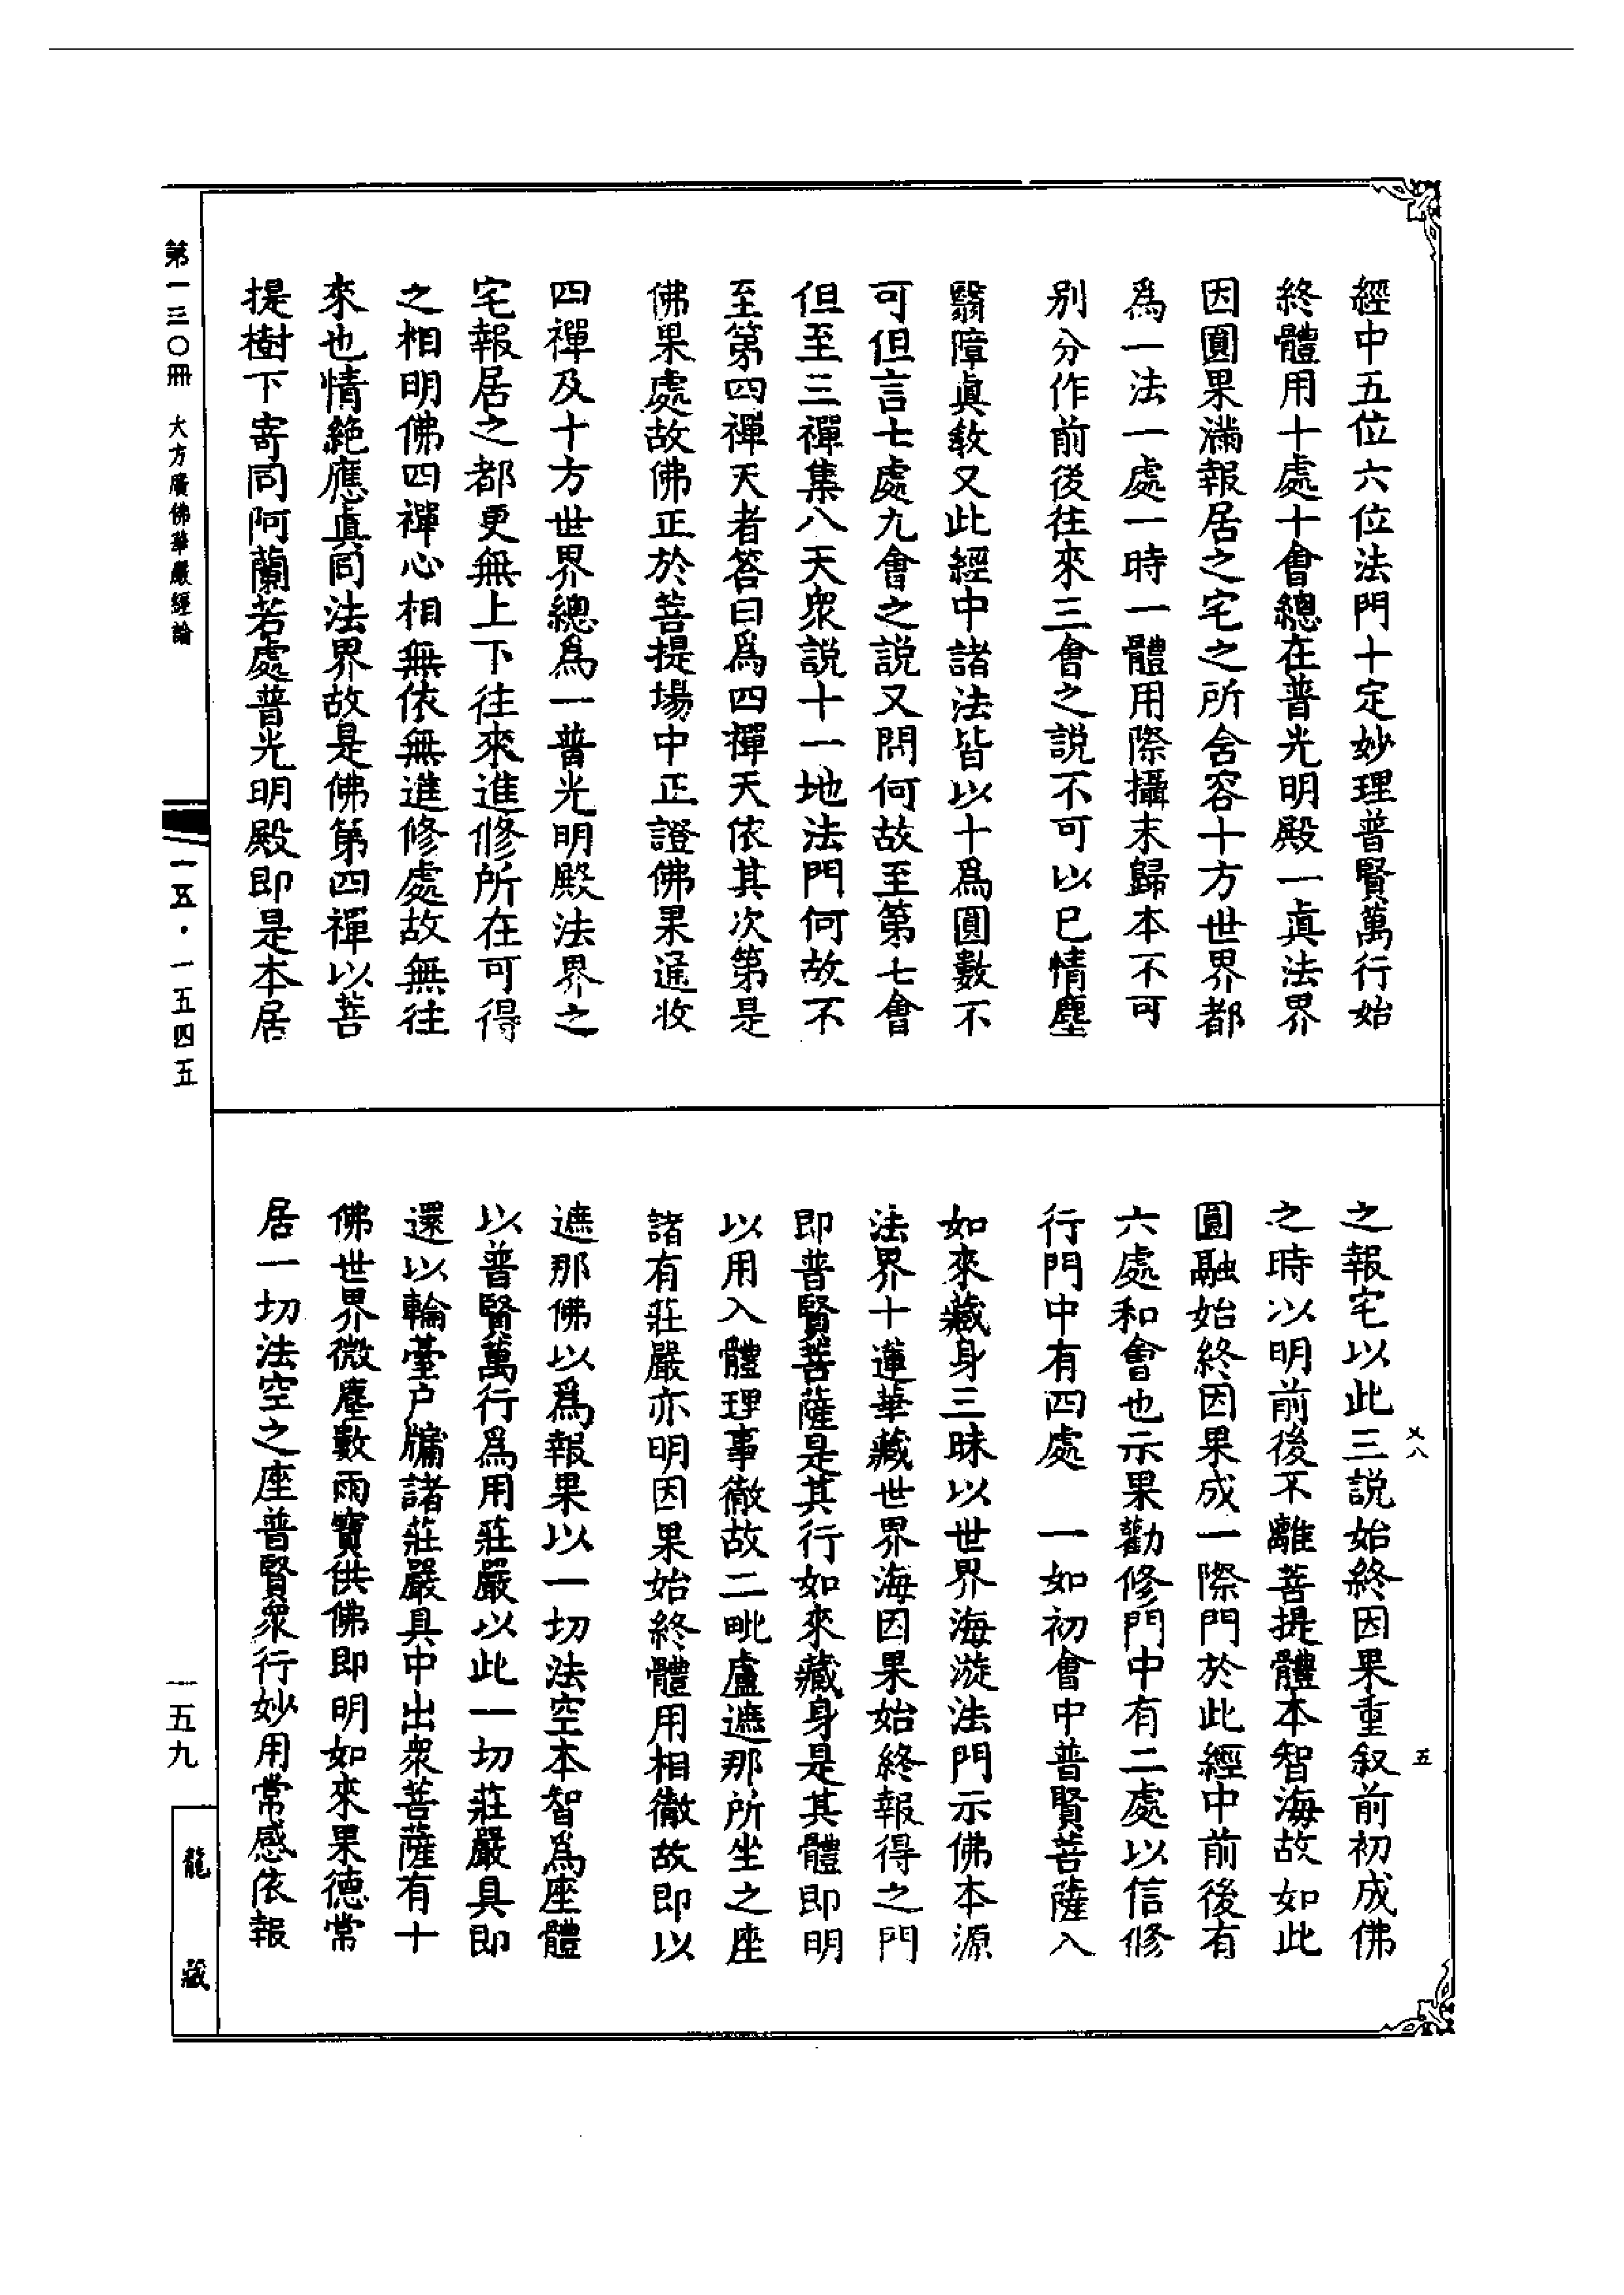 經中五位六位法門十定妙理普賢萬行始
終體用十處十會總在普光明殿一真法界
因圓果滿報居之宅之所舍容十方世界都
為一法一處一時一體用際攝末歸本不可
別分作前後往來三會之說不可以巳情塵
翳障真教又此經中諸法皆以十為圓數不
可但言七處九會之說又問何故至第七會
但至三禪集八天眾說十一地法門何故不
至第四禪天者答曰為四禪天依其次第是
佛果處故佛正於菩提場中正證佛果通收
四禪及十方世界總為一普光明殿法界之
宅報居之都更無上下往來進修所在可得
之相明佛四禪心相無依無進修處故無往
來也情絕應真同法界故是佛第四禪以菩
提樹下寄同阿蘭若處普光明殿即是本居
之報宅以此三說始終因果重叙前初成佛
之時以明前後不離菩提體本智海故如此
圓融始終因果成一際門於此經中前後有
六處和會也示果勸修門中有二處以信修
行門中有四處 一如初會中普賢菩薩入
如來藏身三昧以世界海漩法門示佛本源
法界十蓮華藏世界海因果始終報得之門
即普賢菩薩是其行如來藏身是其體即明
以用入體理事徹故二毗盧遮那所坐之座
諸有莊嚴亦明因果始終體用相徹故即以
遮那佛以為報果以一切法空本智為座體
以普賢萬行為用莊嚴以此一切莊嚴具即
還以輪臺户牖諸莊嚴具中出眾菩薩有十
佛世界微塵數雨寶供佛即明如來果德常
居一切法空之座普賢眾行妙用常感依報
第一三〇冊 大方廣佛華嚴經論
一五·一五四五
一五九
龍藏
五